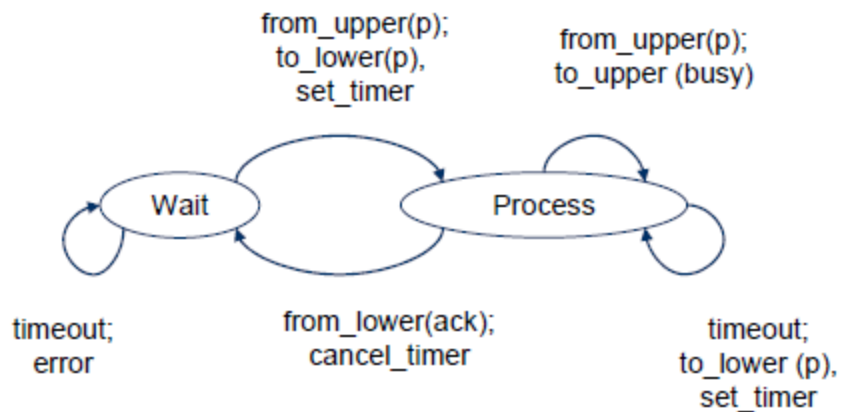 from_upper(p);
to_lower(p),
set_timer
from_upper(p);
to_upper (busy)
Wait
Process
timeout;
error
from_lower(ack);
cancel_timer
timeout;
to_lower (p),
set_timer